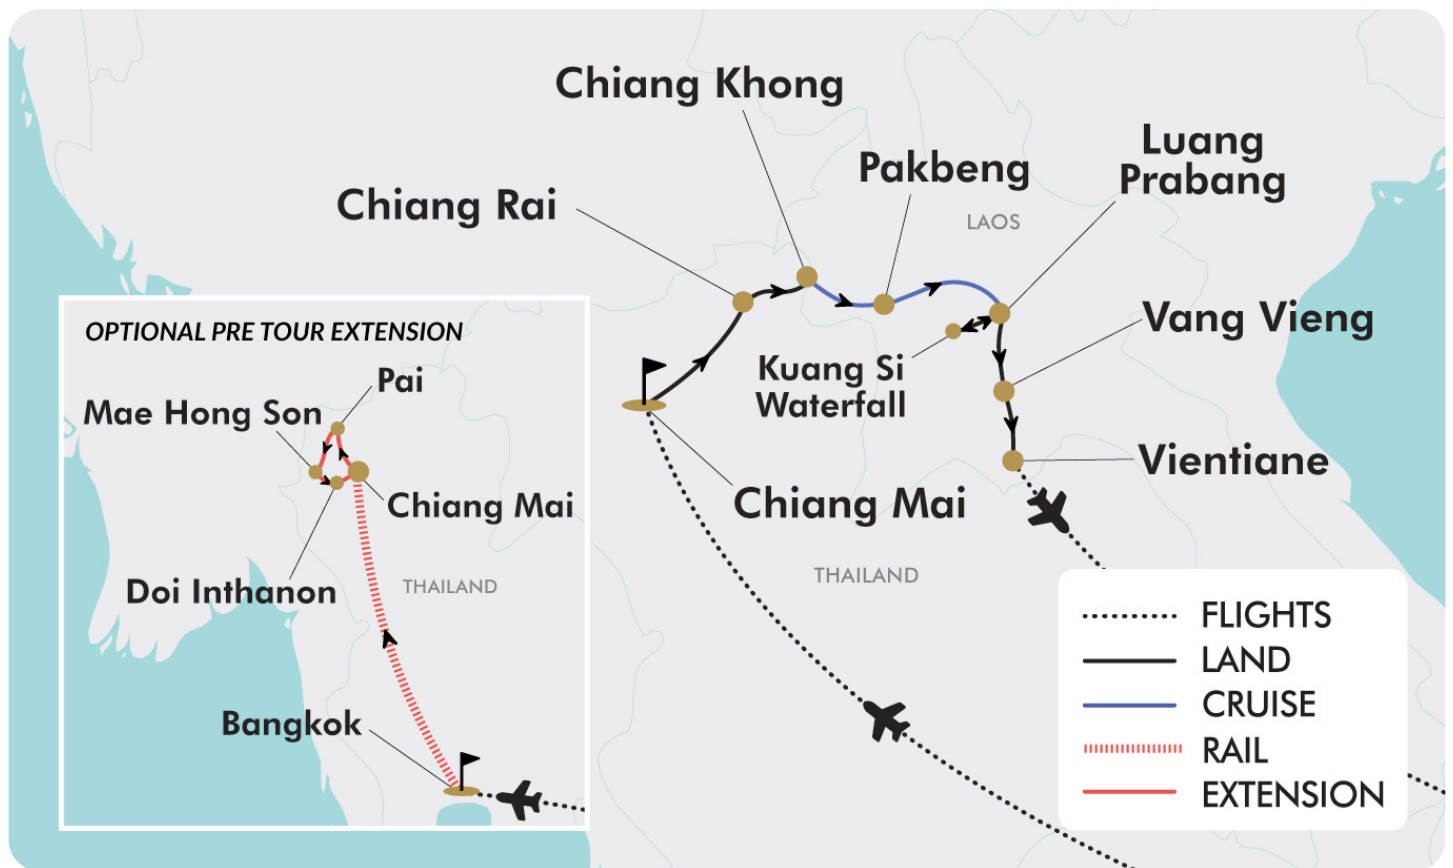 Chiang Khong
Luang
Prabang
Pakbeng
Chiang Rai
LAOS
OPTIONAL PRE TOUR EXTENSION
Vang Vieng
Pai
Kuang Si
Waterfall
Mae Hong Son
Vientiane
Chiang Mai
Chiang Mai
THAILAND
Doi Inthanon
THAILAND
Bangkok
FLIGHTS
LAND
CRUISE
RAIL
EXTENSION